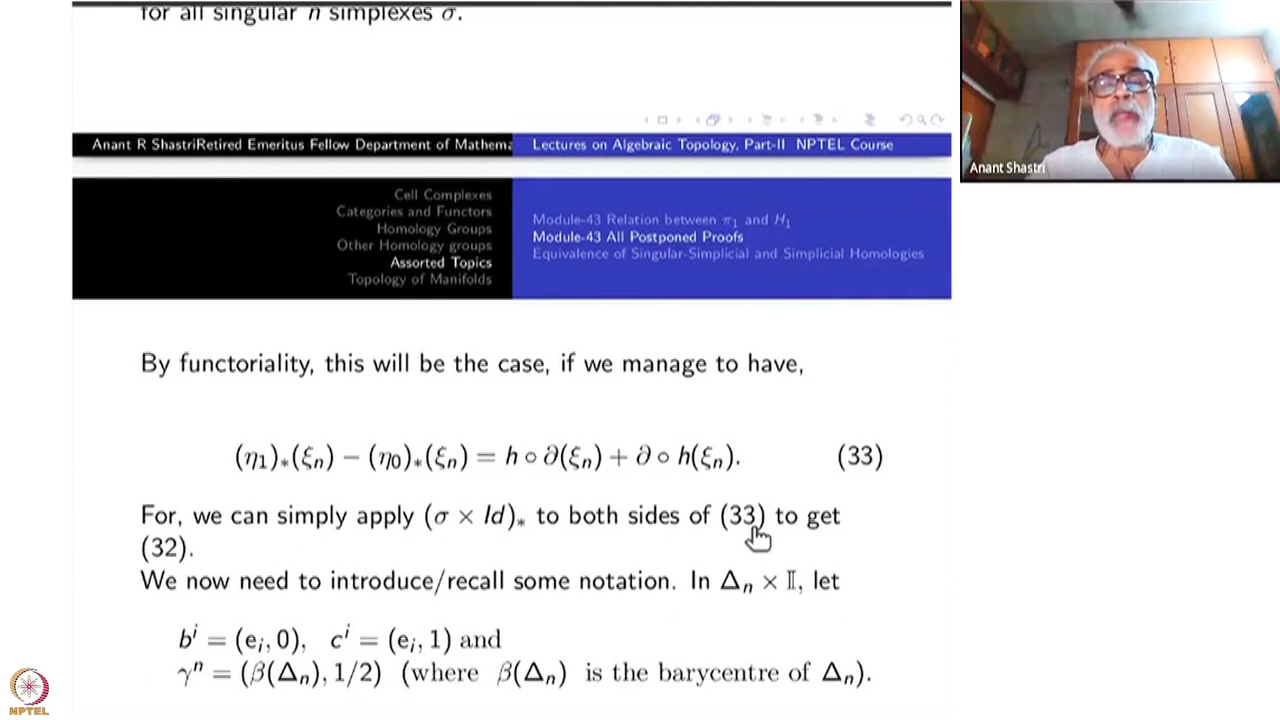 for all singular n simplexes σ.
Anant R ShastriRetired Emeritus Fellow Department of Mathema
Lectures on Algebraic Topology, Part-II NPTEL Course
Cell Complexes
Categories and Functors
Homology Groups
Other Homology groups
Assorted Topics
Topology of Manifolds
Module-43 Relation between π₁ and H₁
Module-43 All Postponed Proofs
Equivalence of Singular-Simplicial and Simplicial Homologies
By functoriality, this will be the case, if we manage to have,
(η₁)∗(ξₙ) − (η₀)∗(ξₙ) = h ∘ ∂(ξₙ) + ∂ ∘ h(ξₙ). (33)
For, we can simply apply (σ × Id)∗ to both sides of (33) to get
(32).
We now need to introduce/recall some notation. In Δₙ × 𝕀, let
bⁱ = (eᵢ, 0), cⁱ = (eᵢ, 1) and
γⁿ = (β(Δₙ), 1/2) (where β(Δₙ) is the barycentre of Δₙ).
Anant Shastri
NPTEL